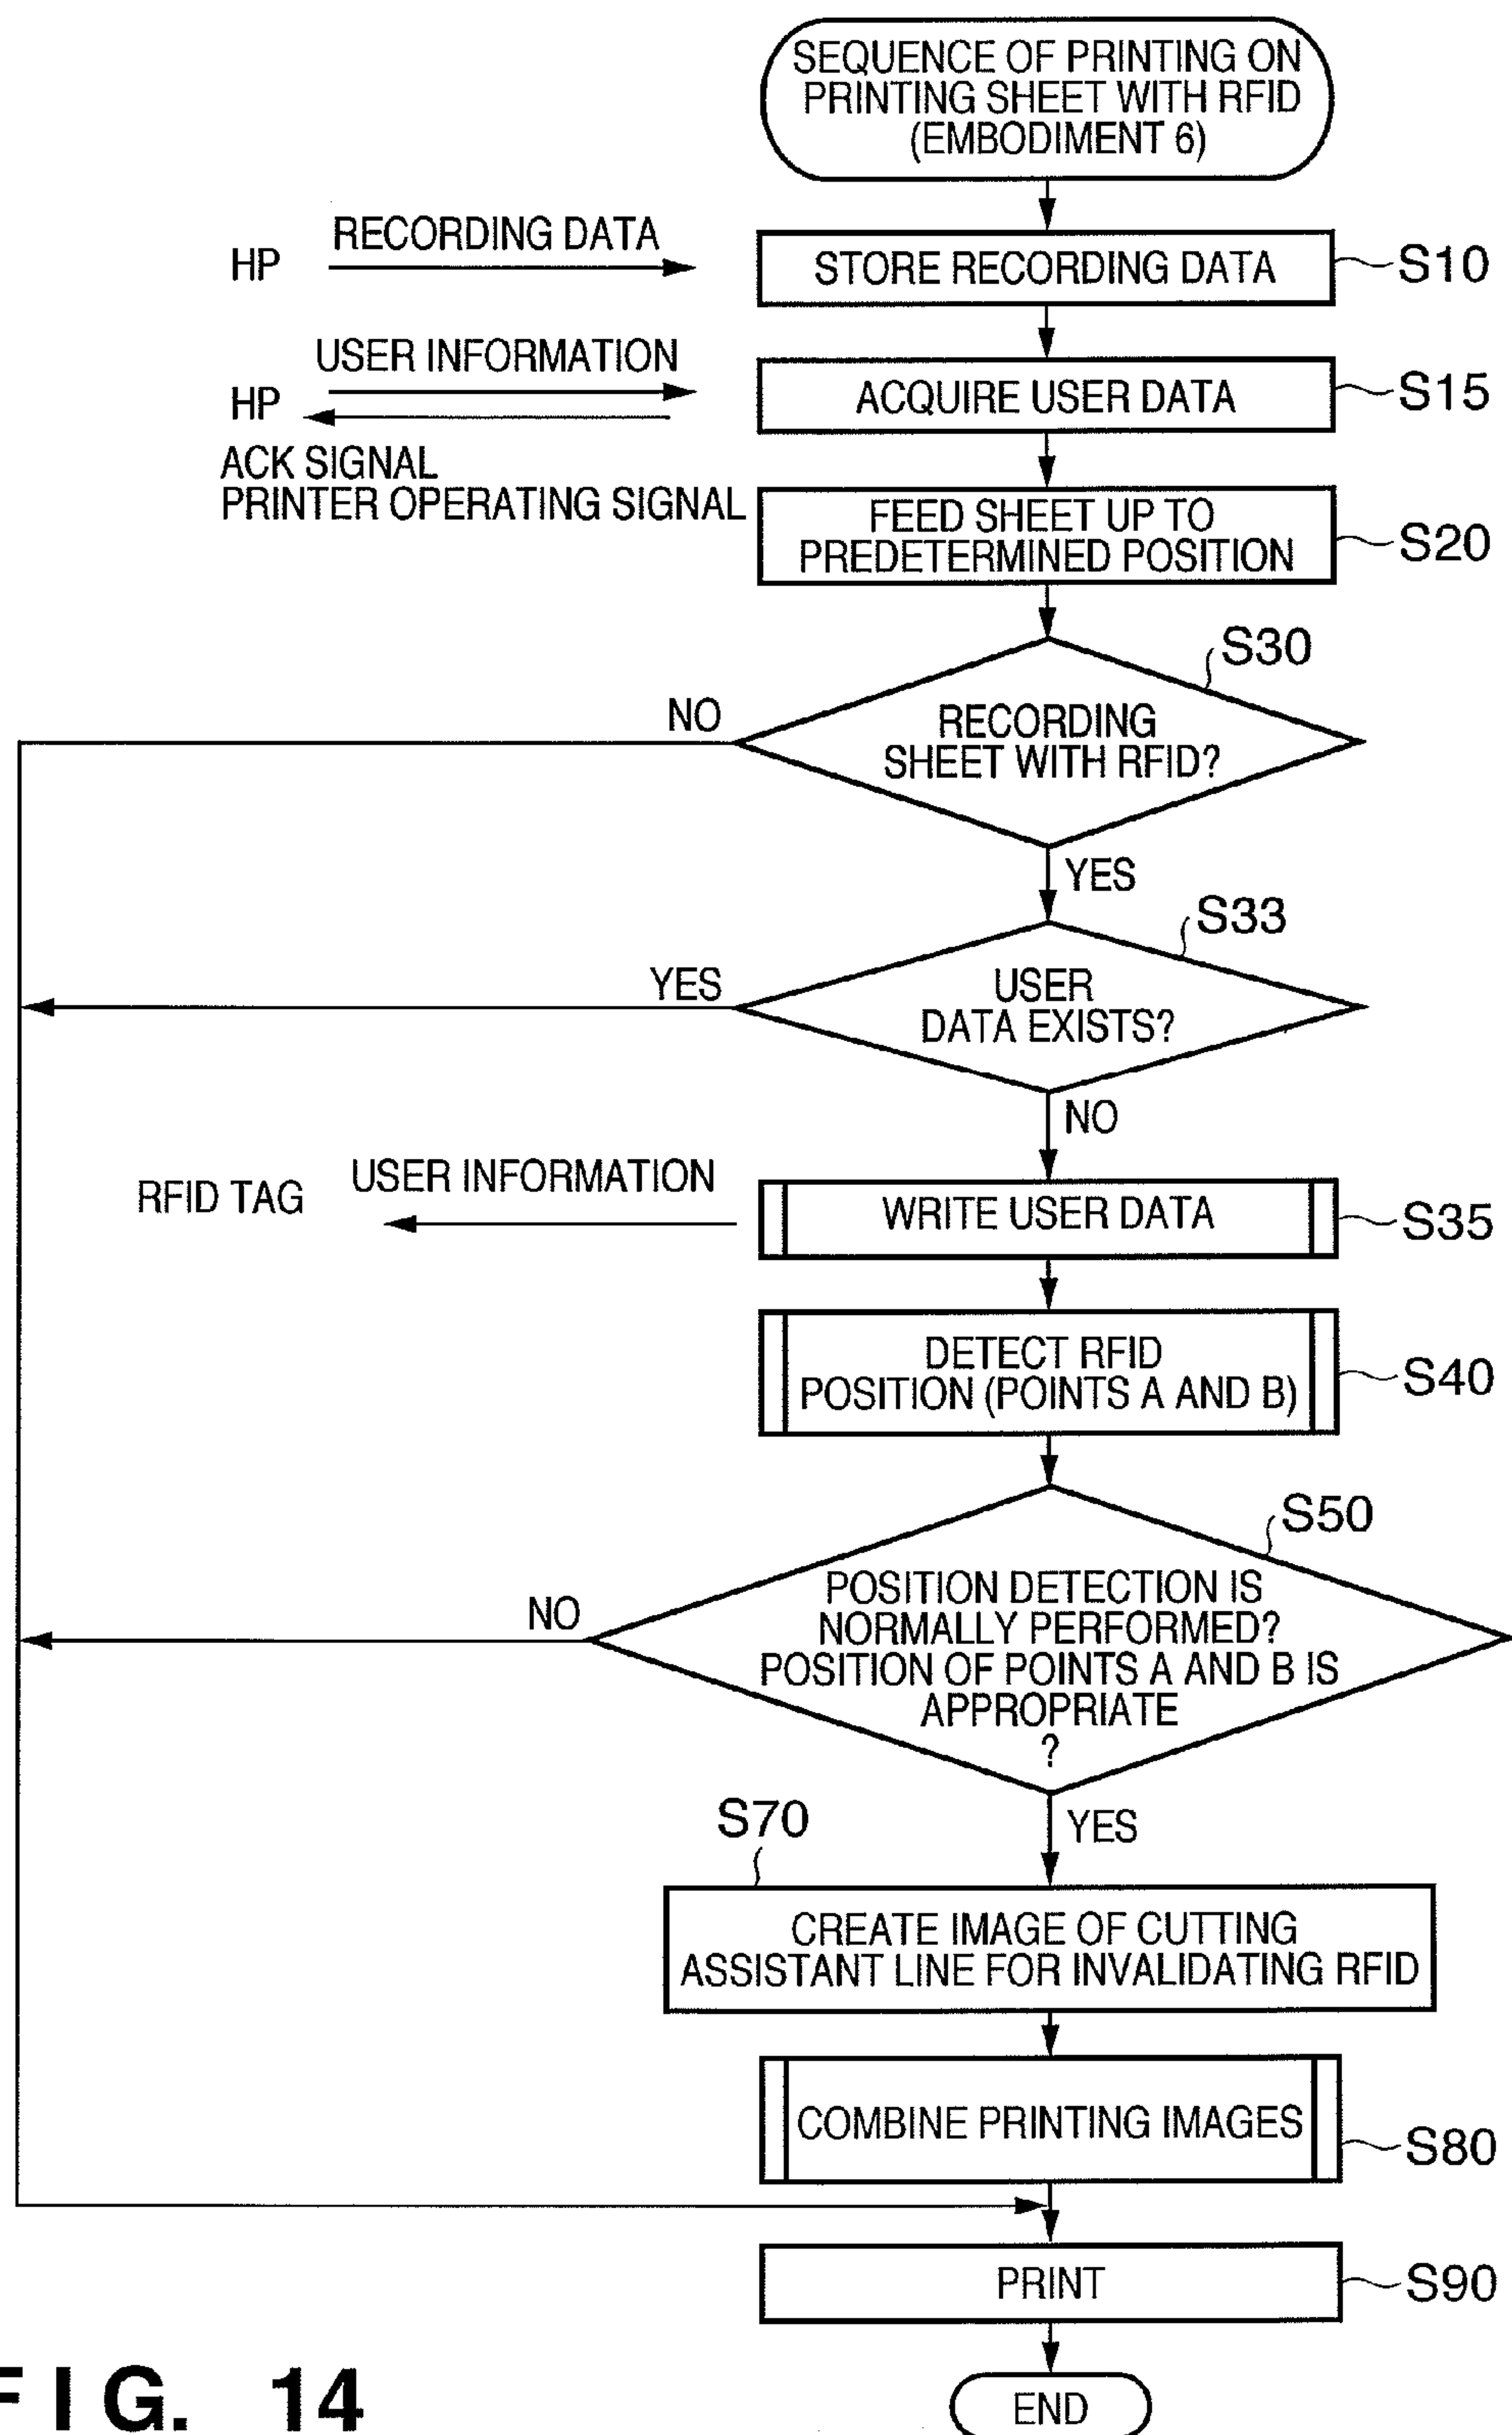 SEQUENCE OF PRINTING ON
PRINTING SHEET WITH RFID
(EMBODIMENT 6)
RECORDING DATA
HP
STORE RECORDING DATA
S10
USER INFORMATION
HP
ACQUIRE USER DATA
S15
ACK SIGNAL
PRINTER OPERATING SIGNAL
FEED SHEET UP TO
PREDETERMINED POSITION
S20
S30
NO
RECORDING
SHEET WITH RFID?
YES
S33
YES
USER
DATA EXISTS?
NO
RFID TAG
USER INFORMATION
WRITE USER DATA
S35
DETECT RFID
POSITION (POINTS A AND B)
S40
S50
NO
POSITION DETECTION IS
NORMALLY PERFORMED?
POSITION OF POINTS A AND B IS
APPROPRIATE
?
YES
S70
CREATE IMAGE OF CUTTING
ASSISTANT LINE FOR INVALIDATING RFID
COMBINE PRINTING IMAGES
S80
PRINT
S90
END
FIG. 14